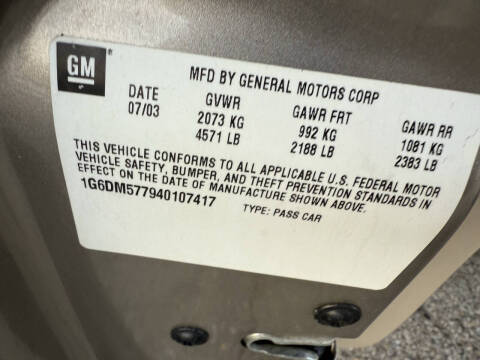 GM
MFD BY GENERAL MOTORS CORP
DATE GVWR GAWR FRT GAWR RR
07/03 2073 KG 992 KG 1081 KG
4571 LB 2188 LB 2383 LB
THIS VEHICLE CONFORMS TO ALL APPLICABLE U.S. FEDERAL MOTOR
VEHICLE SAFETY, BUMPER, AND THEFT PREVENTION STANDARDS IN
EFFECT ON THE DATE OF MANUFACTURE SHOWN ABOVE.
1G6DM577940107417
TYPE: PASS CAR